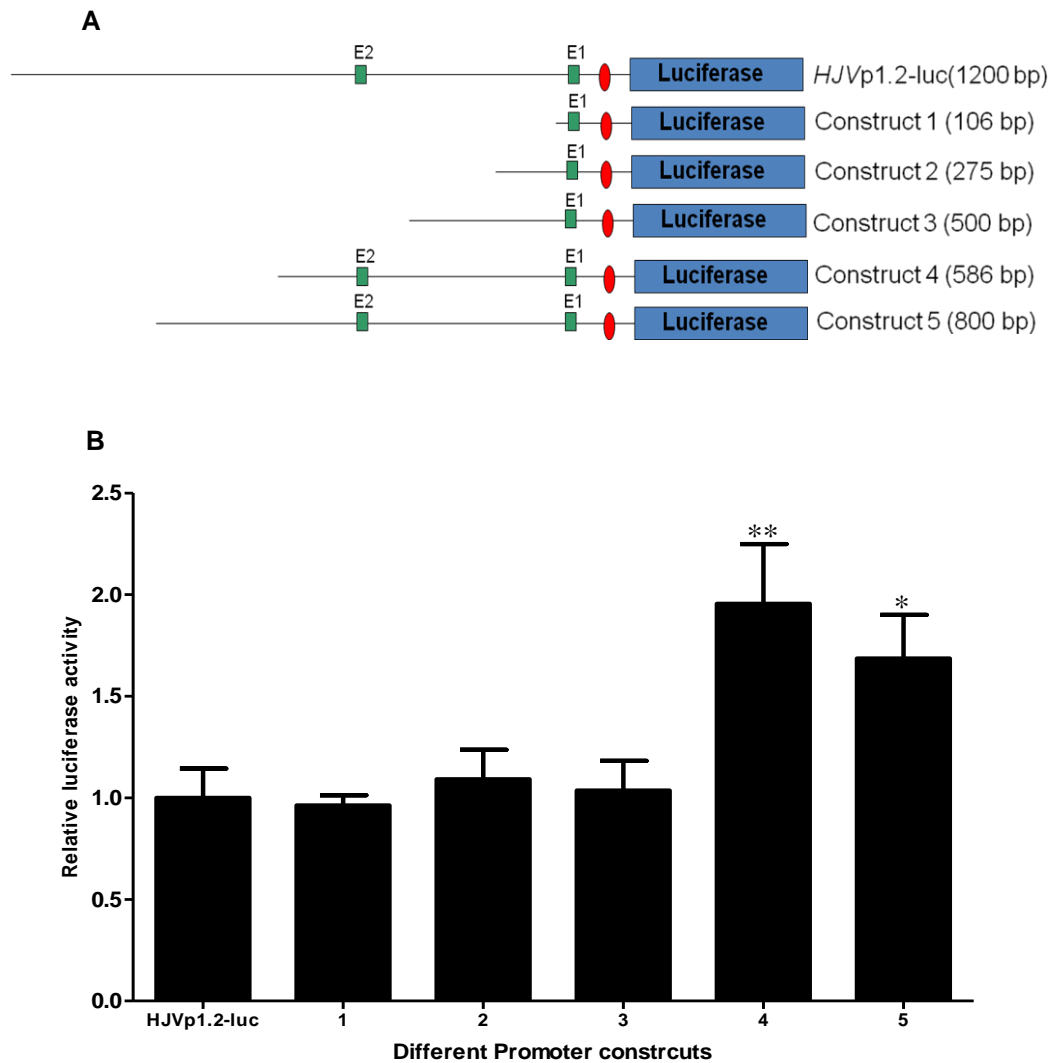 A
E2 E1 Luciferase HJVp1.2-luc(1200 bp)
E1 Luciferase Construct 1 (106 bp)
E1 Luciferase Construct 2 (275 bp)
E1 Luciferase Construct 3 (500 bp)
E2 E1 Luciferase Construct 4 (586 bp)
E2 E1 Luciferase Construct 5 (800 bp)
B
Relative luciferase activity
2.5
2.0
1.5
1.0
0.5
0.0
**
*
HJVp1.2-luc 1 2 3 4 5
Different Promoter constrcuts